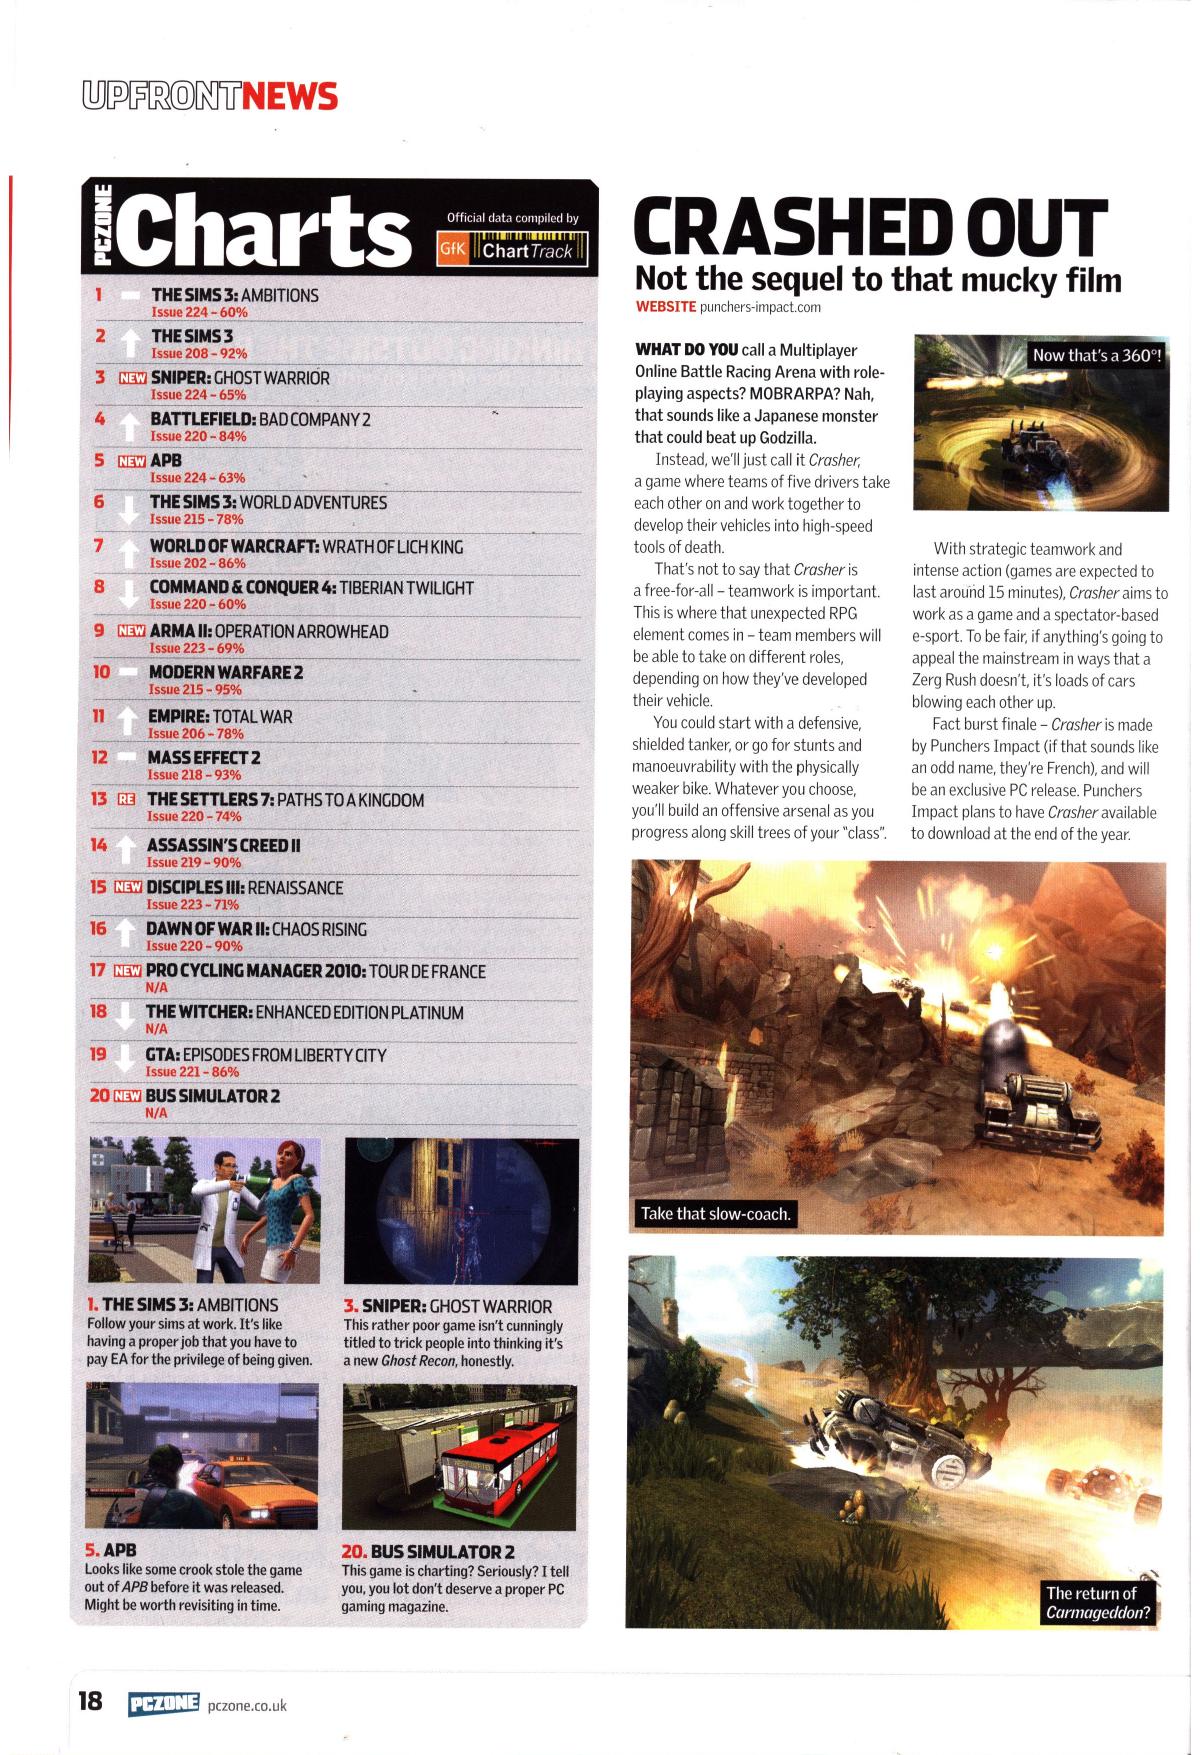 UPFRONTNEWS
PCZONE Charts
Official data compiled by
GfK ChartTrack
1 THE SIMS 3: AMBITIONS
Issue 224 – 60%
2 THE SIMS 3
Issue 208 – 92%
3 NEW SNIPER: GHOST WARRIOR
Issue 224 – 65%
4 BATTLEFIELD: BAD COMPANY 2
Issue 220 – 84%
5 NEW APB
Issue 224 – 63%
6 THE SIMS 3: WORLD ADVENTURES
Issue 215 – 78%
7 WORLD OF WARCRAFT: WRATH OF LICH KING
Issue 202 – 86%
8 COMMAND & CONQUER 4: TIBERIAN TWILIGHT
Issue 220 – 60%
9 NEW ARMA II: OPERATION ARROWHEAD
Issue 223 – 69%
10 MODERN WARFARE 2
Issue 215 – 95%
11 EMPIRE: TOTAL WAR
Issue 206 – 78%
12 MASS EFFECT 2
Issue 218 – 93%
13 RE THE SETTLERS 7: PATHS TO A KINGDOM
Issue 220 – 74%
14 ASSASSIN'S CREED II
Issue 219 – 90%
15 NEW DISCIPLES III: RENAISSANCE
Issue 223 – 71%
16 DAWN OF WAR II: CHAOS RISING
Issue 220 – 90%
17 NEW PRO CYCLING MANAGER 2010: TOUR DE FRANCE
N/A
18 THE WITCHER: ENHANCED EDITION PLATINUM
N/A
19 GTA: EPISODES FROM LIBERTY CITY
Issue 221 – 86%
20 NEW BUS SIMULATOR 2
N/A
1. THE SIMS 3: AMBITIONS
Follow your sims at work. It's like
having a proper job that you have to
pay EA for the privilege of being given.
3. SNIPER: GHOST WARRIOR
This rather poor game isn't cunningly
titled to trick people into thinking it's
a new Ghost Recon, honestly.
5. APB
Looks like some crook stole the game
out of APB before it was released.
Might be worth revisiting in time.
20. BUS SIMULATOR 2
This game is charting? Seriously? I tell
you, you lot don't deserve a proper PC
gaming magazine.
CRASHED OUT
Not the sequel to that mucky film
WEBSITE punchers-impact.com
WHAT DO YOU call a Multiplayer
Online Battle Racing Arena with role-
playing aspects? MOBRARPA? Nah,
that sounds like a Japanese monster
that could beat up Godzilla.
Instead, we'll just call it Crasher,
a game where teams of five drivers take
each other on and work together to
develop their vehicles into high-speed
tools of death.
That's not to say that Crasher is
a free-for-all – teamwork is important.
This is where that unexpected RPG
element comes in – team members will
be able to take on different roles,
depending on how they've developed
their vehicle.
You could start with a defensive,
shielded tanker, or go for stunts and
manoeuvrability with the physically
weaker bike. Whatever you choose,
you'll build an offensive arsenal as you
progress along skill trees of your "class".
Now that's a 360°!
With strategic teamwork and
intense action (games are expected to
last around 15 minutes), Crasher aims to
work as a game and a spectator-based
e-sport. To be fair, if anything's going to
appeal the mainstream in ways that a
Zerg Rush doesn't, it's loads of cars
blowing each other up.
Fact burst finale – Crasher is made
by Punchers Impact (if that sounds like
an odd name, they're French), and will
be an exclusive PC release. Punchers
Impact plans to have Crasher available
to download at the end of the year.
Take that slow-coach.
The return of
Carmageddon?
18 PCZONE pczone.co.uk